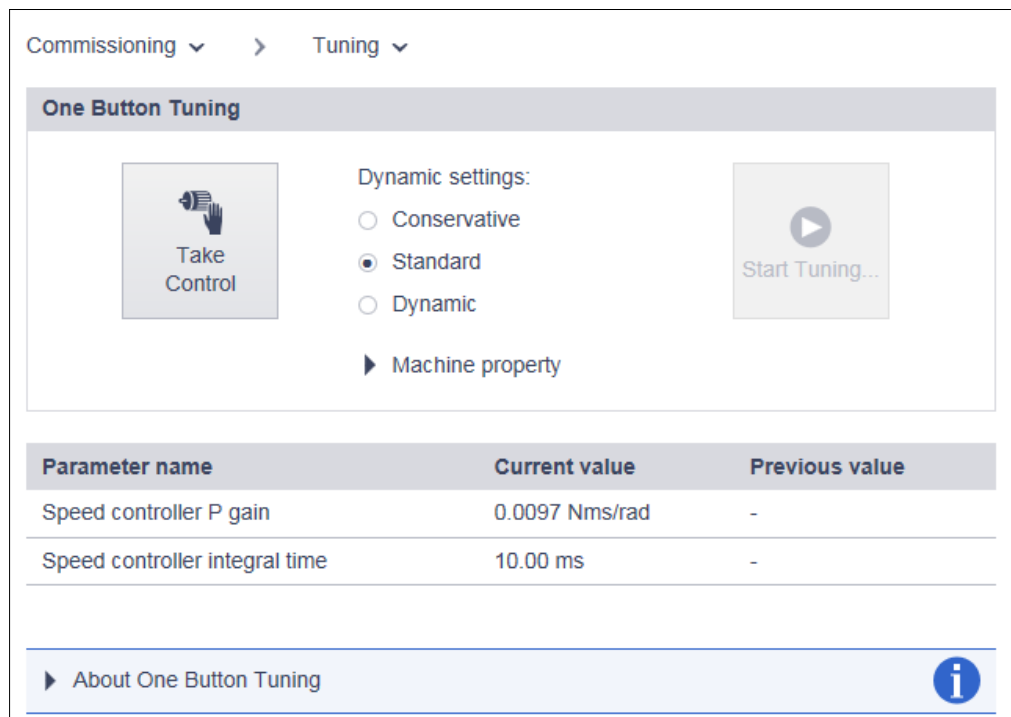 Commissioning > Tuning
One Button Tuning
Take
Control
Dynamic settings:
Conservative
Standard
Dynamic
Machine property
Start Tuning...
Parameter name Current value Previous value
Speed controller P gain 0.0097 Nms/rad -
Speed controller integral time 10.00 ms -
About One Button Tuning i